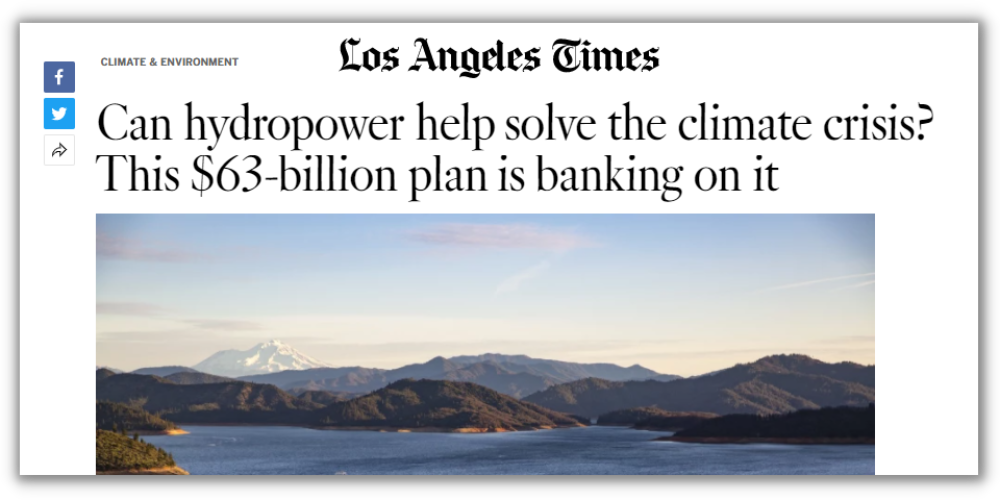 CLIMATE & ENVIRONMENT
Los Angeles Times
Can hydropower help solve the climate crisis?
This $63-billion plan is banking on it